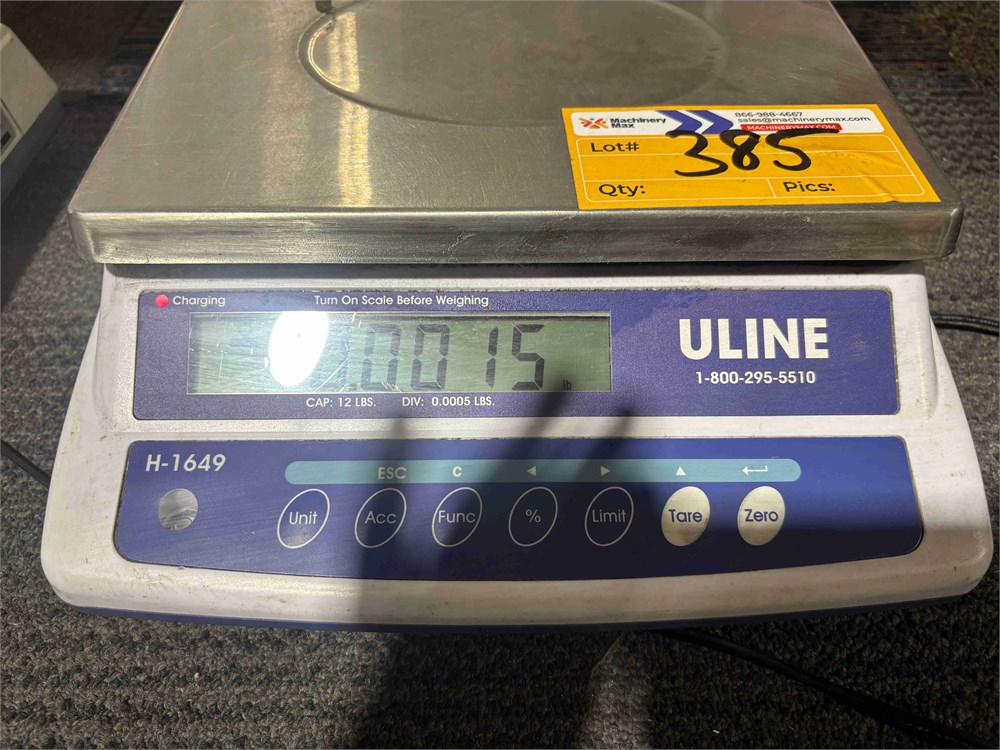 Machinery Max
866-988-4667
sales@machinerymax.com
MACHINERYMAX.COM
Lot# 385
Qty:
Pics:
Charging
Turn On Scale Before Weighing
.0015 lb
CAP: 12 LBS. DIV: 0.0005 LBS.
ULINE
1-800-295-5510
H-1649
ESC C ◄ ► ▲ ↵
Unit Acc Func % Limit Tare Zero